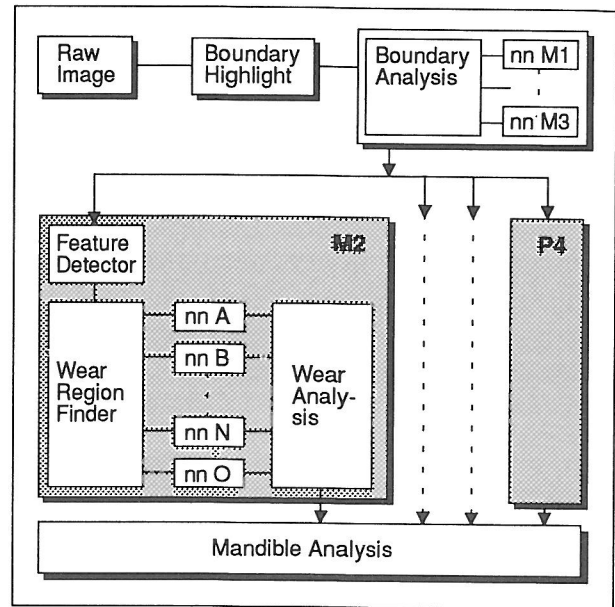 Raw
Image
Boundary
Highlight
Boundary
Analysis
nn M1
nn M3
M2
P4
Feature
Detector
Wear
Region
Finder
nn A
nn B
nn N
nn O
Wear
Analy-
sis
Mandible Analysis